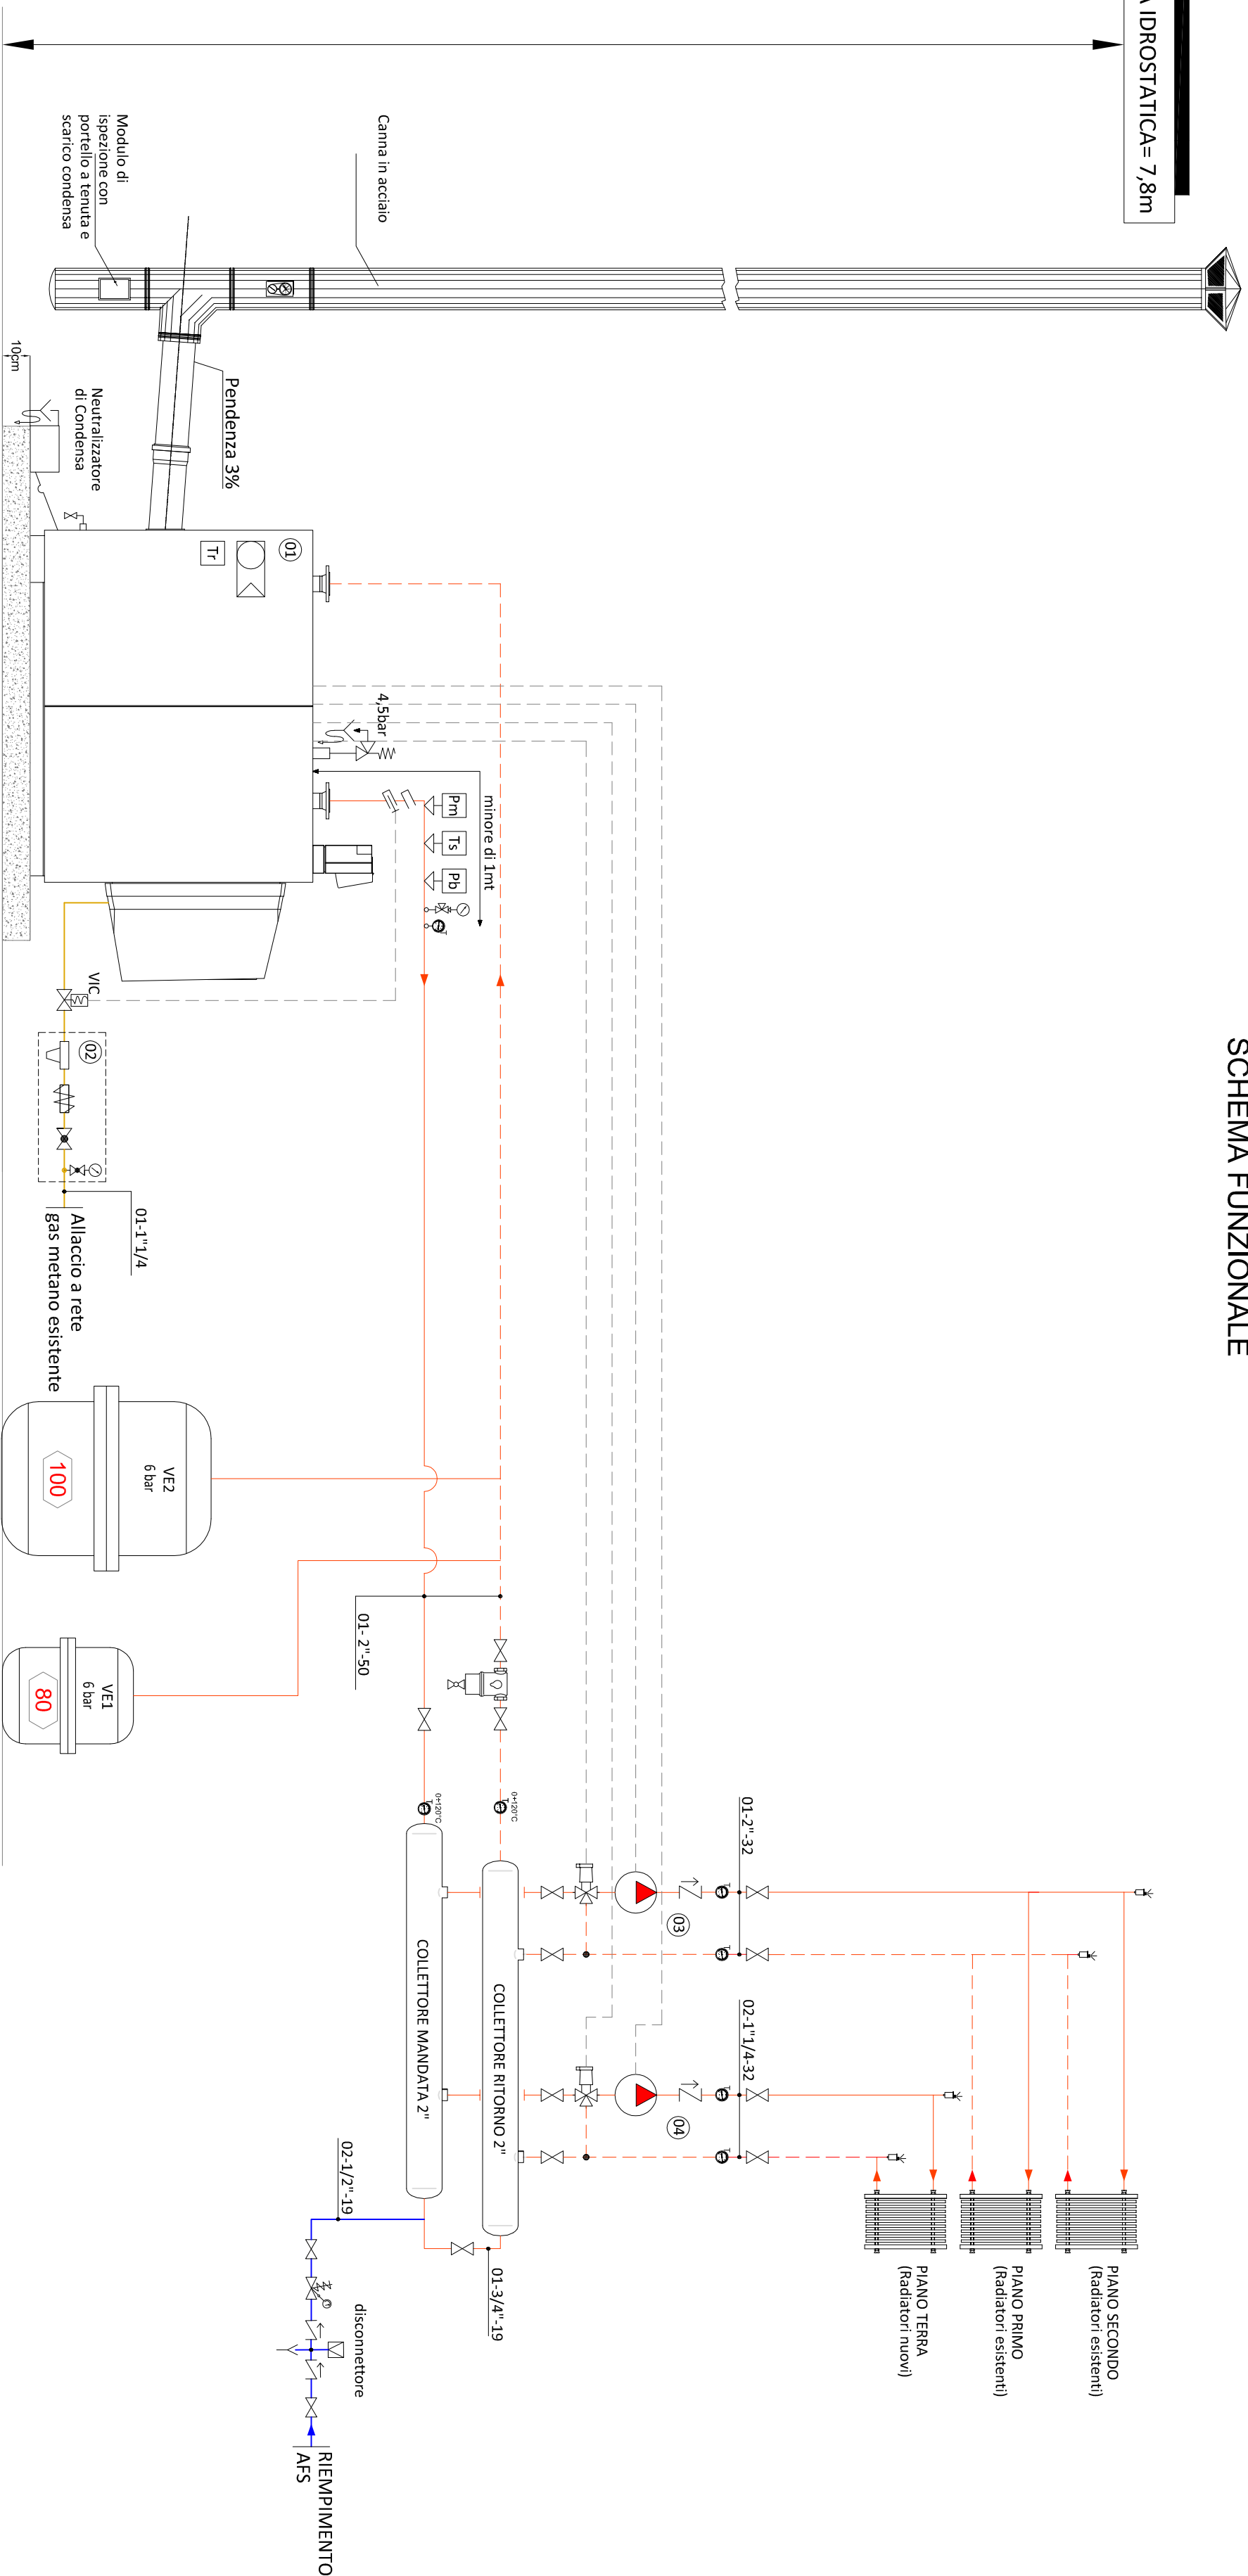 SCHEMA FUNZIONALE
A IDROSTATICA= 7,8m
Canna in acciaio
Modulo di
ispezione con
portello a tenuta e
scarico condensa
Pendenza 3%
10cm
Neutralizzatore
di Condensa
01
Tr
4,5bar
minore di 1mt
Pm
Ts
Pb
VIC
02
01-1"1/4
Allaccio a rete
gas metano esistente
VE2
6 bar
100
VE1
6 bar
80
01- 2"-50
0÷120°C
0÷120°C
01-2"-32
03
02-1"1/4-32
04
COLLETTORE RITORNO 2"
COLLETTORE MANDATA 2"
PIANO SECONDO
(Radiatori esistenti)
PIANO PRIMO
(Radiatori esistenti)
PIANO TERRA
(Radiatori nuovi)
01-3/4"-19
02-1/2"-19
disconnettore
RIEMPIMENTO
AFS